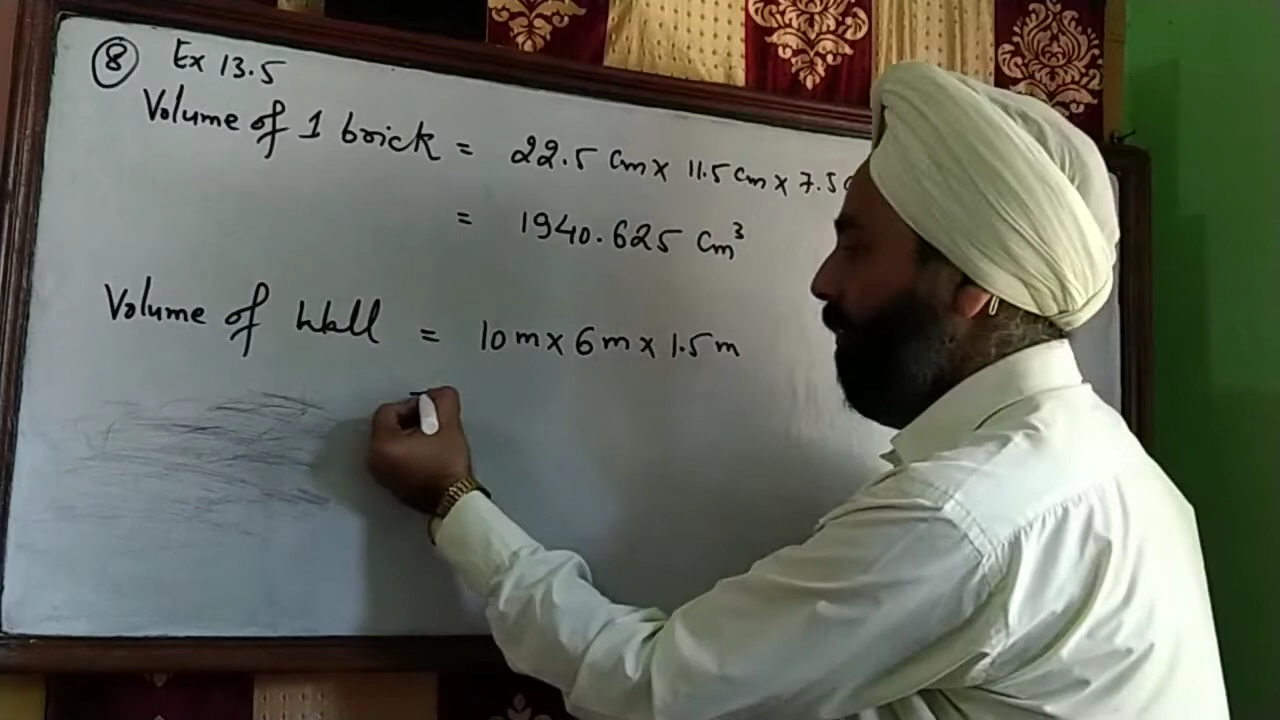 8 Ex 13.5
Volume of 1 brick = 22.5 cm x 11.5 cm x 7.5 c
= 1940.625 cm³
Volume of Wall = 10 m x 6 m x 1.5 m